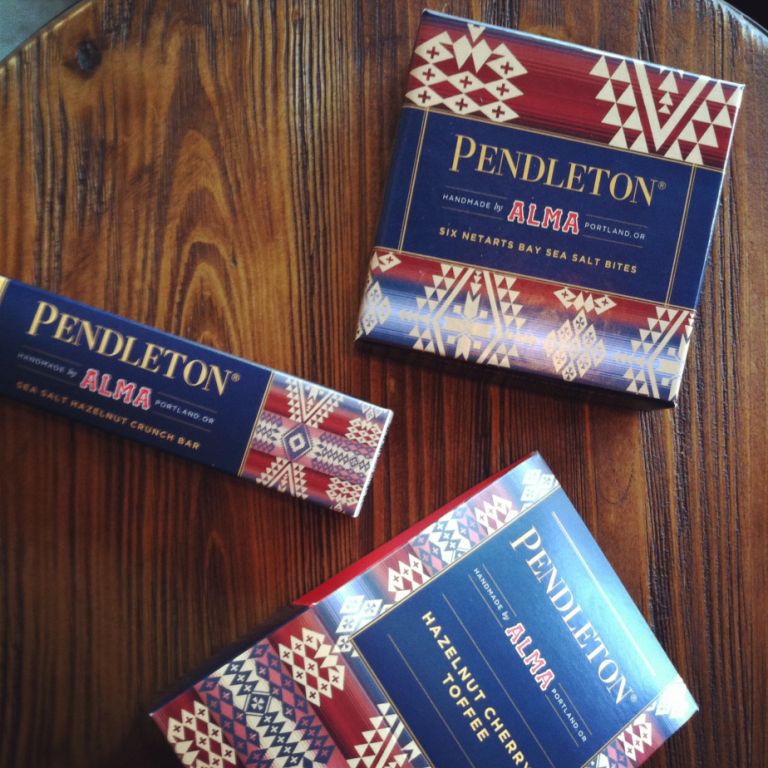 PENDLETON®
HANDMADE by ALMA PORTLAND, OR
SIX NETARTS BAY SEA SALT BITES
PENDLETON®
HANDMADE by ALMA PORTLAND, OR
SEA SALT HAZELNUT CRUNCH BAR
PENDLETON®
HANDMADE by ALMA PORTLAND, OR
HAZELNUT CHERRY
TOFFEE